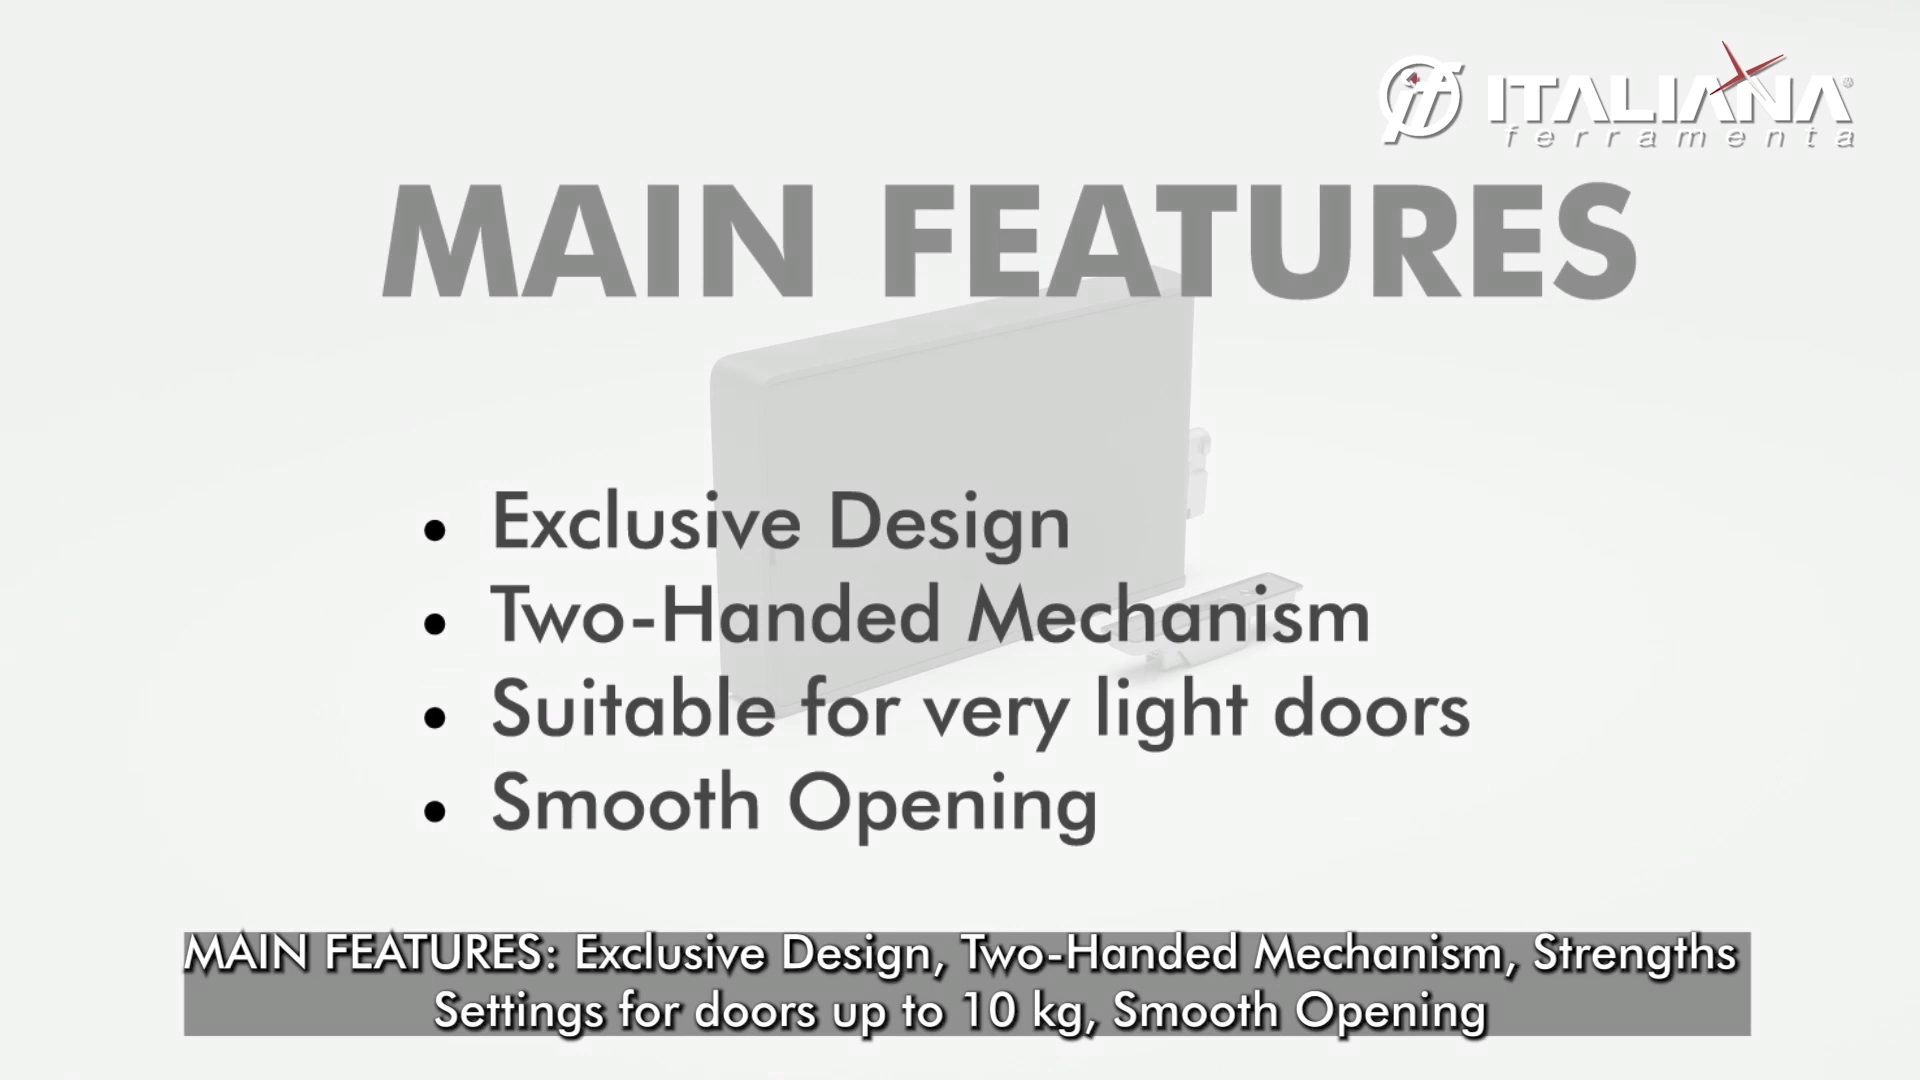 ITALIANA®
ferramenta
MAIN FEATURES
• Exclusive Design
• Two-Handed Mechanism
• Suitable for very light doors
• Smooth Opening
MAIN FEATURES: Exclusive Design, Two-Handed Mechanism, Strengths
Settings for doors up to 10 kg, Smooth Opening